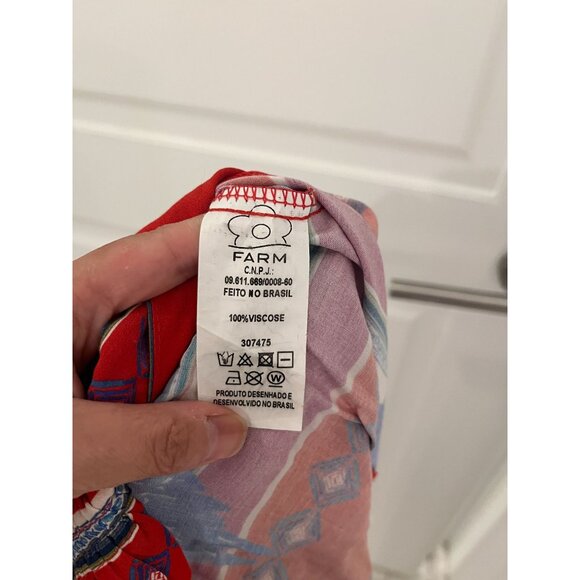 FARM
C.N.P.J.:
09.611.669/0008-60
FEITO NO BRASIL
100%VISCOSE
307475
PRODUTO DESENHADO E
DESENVOLVIDO NO BRASIL